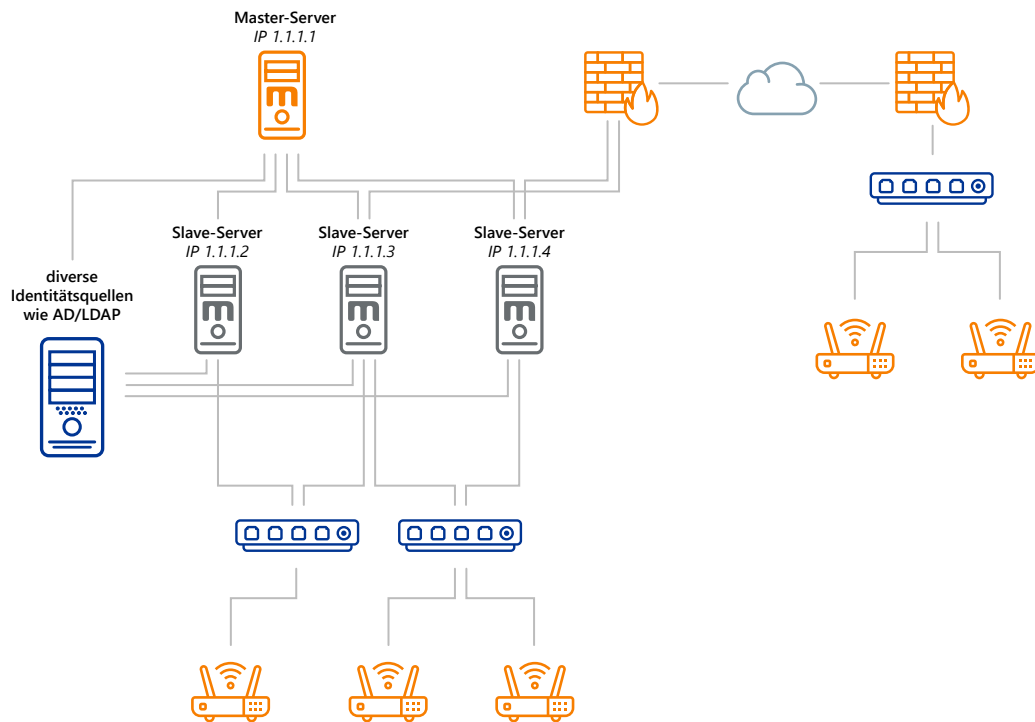 Master-Server
IP 1.1.1.1
Slave-Server
IP 1.1.1.2
Slave-Server
IP 1.1.1.3
Slave-Server
IP 1.1.1.4
diverse
Identitätsquellen
wie AD/LDAP
m
m
m
m